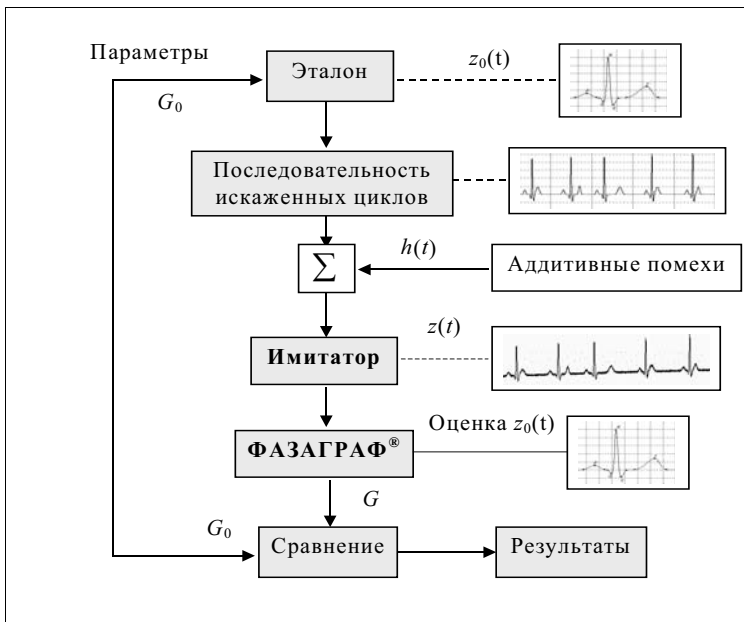 Параметры
Эталон
z₀(t)
G₀
Последовательность
искаженных циклов
h(t)
∑
Аддитивные помехи
z(t)
Имитатор
Оценка z₀(t)
ФАЗАГРАФ®
G
G₀
Сравнение
Результаты